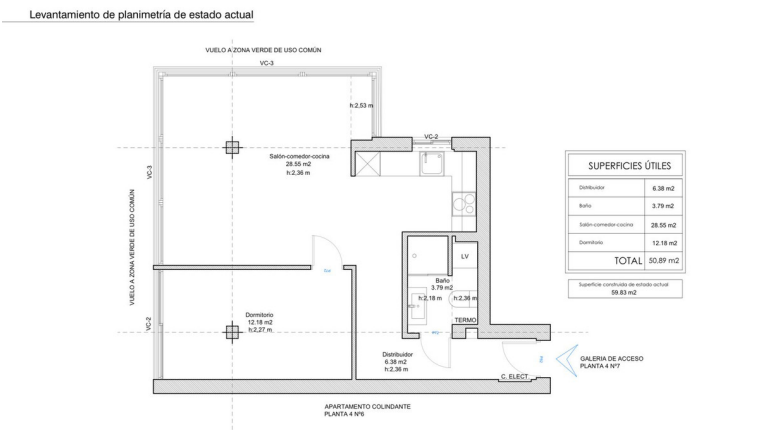 Levantamiento de planimetría de estado actual
VUELO A ZONA VERDE DE USO COMÚN
VC-3
h:2,53 m
VC-2
Salón-comedor-cocina
28.55 m2
h:2,36 m
VC-3
VUELO A ZONA VERDE DE USO COMÚN
SUPERFICIES ÚTILES
Distribuidor 6.38 m2
Baño 3.79 m2
Salón-comedor-cocina 28.55 m2
Dormitorio 12.18 m2
TOTAL 50.89 m2
Superficie construida de estado actual
59.83 m2
LV
Baño
3.79 m2
h:2,18 m h:2,36 m
TERMO
VC-2
Dormitorio
12.18 m2
h:2,27 m.
Distribuidor
6.38 m2
h:2,36 m
C. ELECT.
GALERIA DE ACCESO
PLANTA 4 Nº7
APARTAMENTO COLINDANTE
PLANTA 4 Nº6